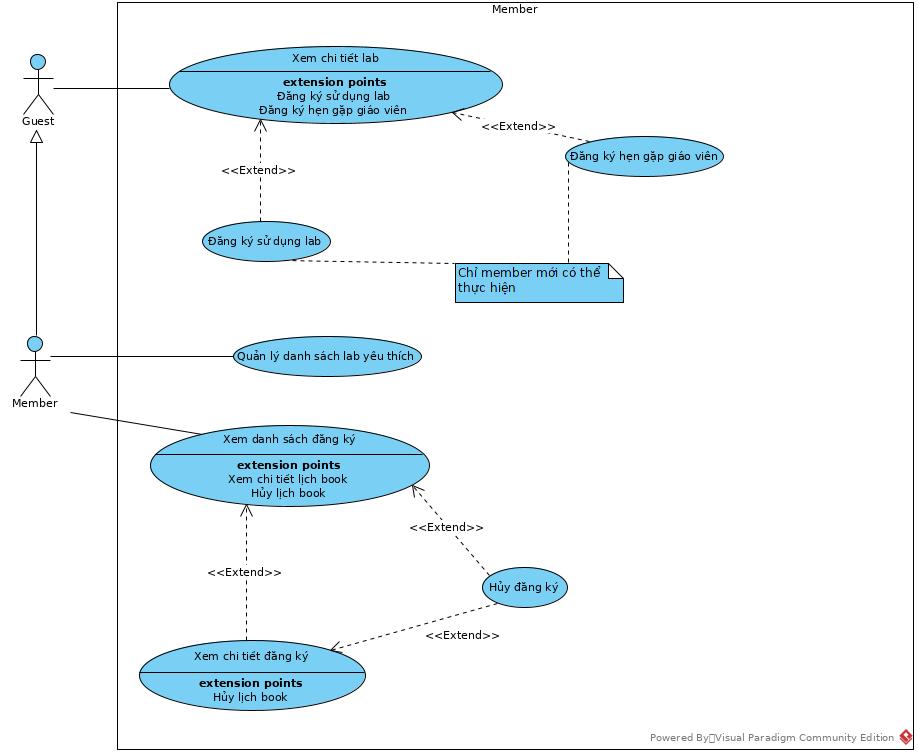 Member
Xem chi tiết lab
extension points
Đăng ký sử dụng lab
Đăng ký hẹn gặp giáo viên
Guest
<<Extend>>
Đăng ký hẹn gặp giáo viên
<<Extend>>
Đăng ký sử dụng lab
Chỉ member mới có thể
thực hiện
Quản lý danh sách lab yêu thích
Member
Xem danh sách đăng ký
extension points
Xem chi tiết lịch book
Hủy lịch book
<<Extend>>
<<Extend>>
Hủy đăng ký
<<Extend>>
Xem chi tiết đăng ký
extension points
Hủy lịch book
Powered By Visual Paradigm Community Edition